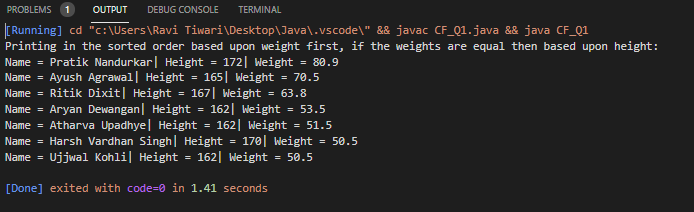 PROBLEMS 1 OUTPUT DEBUG CONSOLE TERMINAL
[Running] cd "c:\Users\Ravi Tiwari\Desktop\Java\.vscode\" && javac CF_Q1.java && java CF_Q1
Printing in the sorted order based upon weight first, if the weights are equal then based upon height:
Name = Pratik Nandurkar| Height = 172| Weight = 80.9
Name = Ayush Agrawal| Height = 165| Weight = 70.5
Name = Ritik Dixit| Height = 167| Weight = 63.8
Name = Aryan Dewangan| Height = 162| Weight = 53.5
Name = Atharva Upadhye| Height = 162| Weight = 51.5
Name = Harsh Vardhan Singh| Height = 170| Weight = 50.5
Name = Ujjwal Kohli| Height = 162| Weight = 50.5
[Done] exited with code=0 in 1.41 seconds